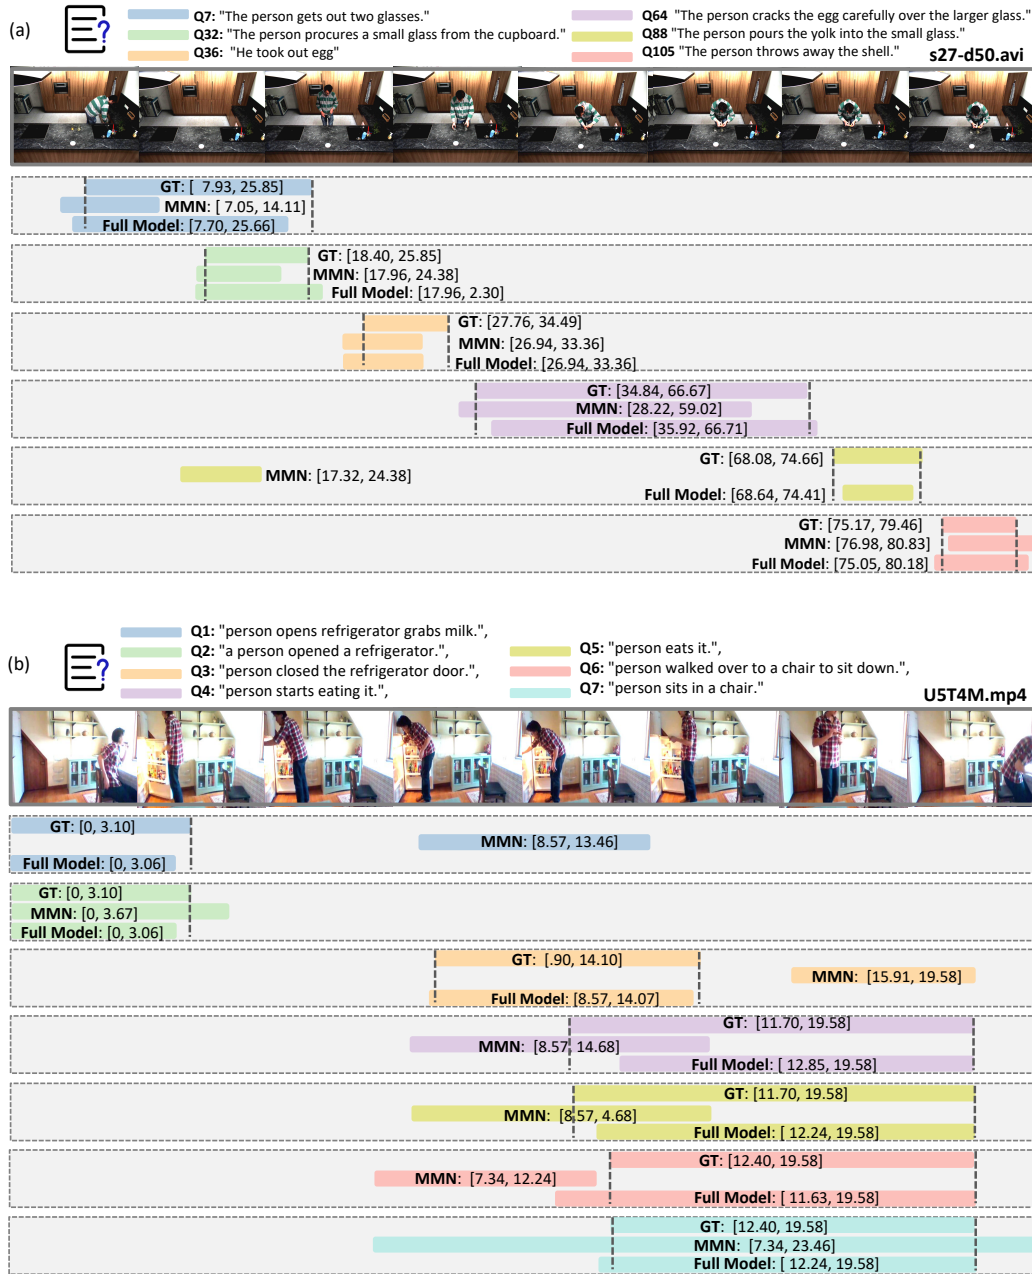 (a)
?
Q7: "The person gets out two glasses."
Q32: "The person procures a small glass from the cupboard."
Q36: "He took out egg"
Q64 "The person cracks the egg carefully over the larger glass."
Q88 "The person pours the yolk into the small glass."
Q105 "The person throws away the shell."
s27-d50.avi
GT: [ 7.93, 25.85]
MMN: [ 7.05, 14.11]
Full Model: [7.70, 25.66]
GT: [18.40, 25.85]
MMN: [17.96, 24.38]
Full Model: [17.96, 2.30]
GT: [27.76, 34.49]
MMN: [26.94, 33.36]
Full Model: [26.94, 33.36]
GT: [34.84, 66.67]
MMN: [28.22, 59.02]
Full Model: [35.92, 66.71]
GT: [68.08, 74.66]
MMN: [17.32, 24.38]
Full Model: [68.64, 74.41]
GT: [75.17, 79.46]
MMN: [76.98, 80.83]
Full Model: [75.05, 80.18]
(b)
?
Q1: "person opens refrigerator grabs milk.",
Q2: "a person opened a refrigerator.",
Q3: "person closed the refrigerator door.",
Q4: "person starts eating it.",
Q5: "person eats it.",
Q6: "person walked over to a chair to sit down.",
Q7: "person sits in a chair."
U5T4M.mp4
GT: [0, 3.10]
MMN: [8.57, 13.46]
Full Model: [0, 3.06]
GT: [0, 3.10]
MMN: [0, 3.67]
Full Model: [0, 3.06]
GT: [.90, 14.10]
MMN: [15.91, 19.58]
Full Model: [8.57, 14.07]
GT: [11.70, 19.58]
MMN: [8.57, 14.68]
Full Model: [ 12.85, 19.58]
GT: [11.70, 19.58]
MMN: [8.57, 4.68]
Full Model: [ 12.24, 19.58]
GT: [12.40, 19.58]
MMN: [7.34, 12.24]
Full Model: [ 11.63, 19.58]
GT: [12.40, 19.58]
MMN: [7.34, 23.46]
Full Model: [ 12.24, 19.58]